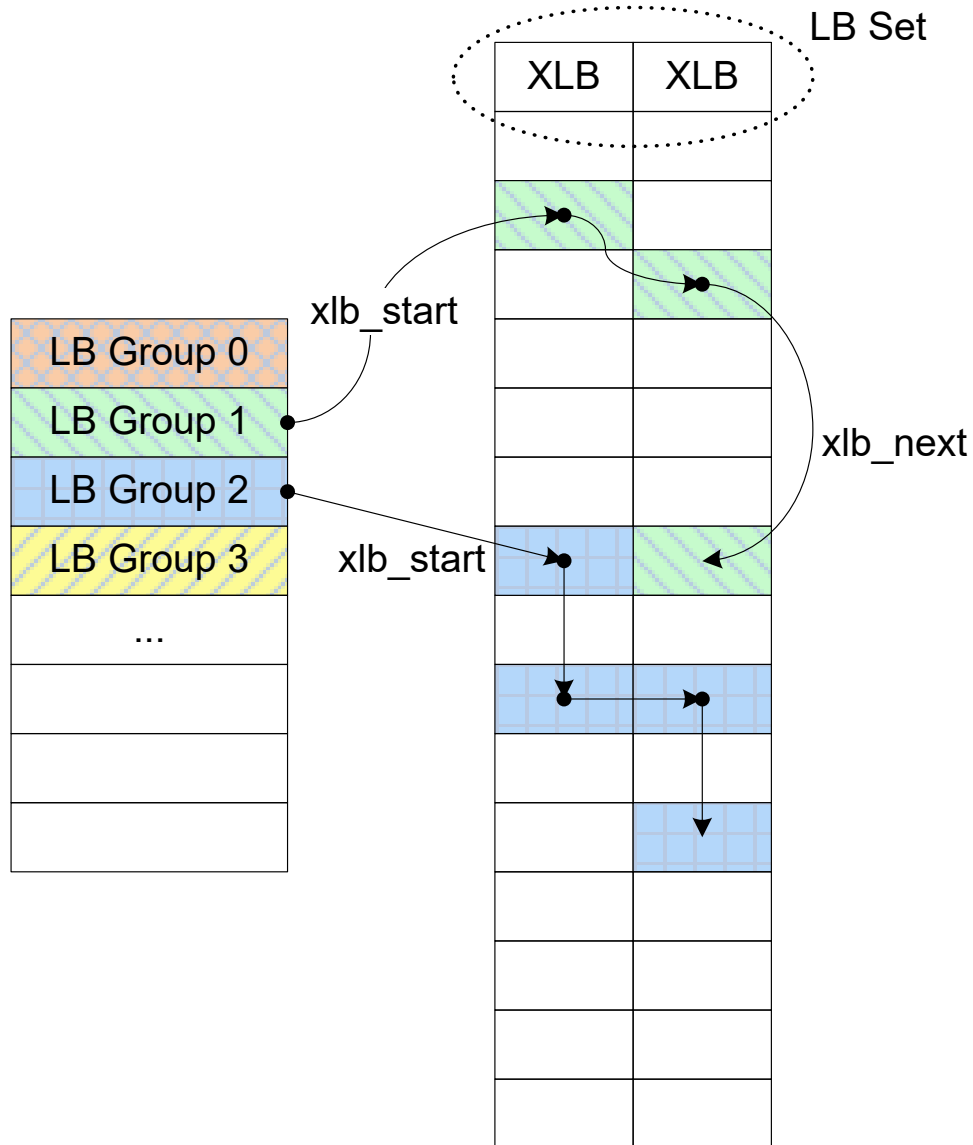 LB Set
XLB XLB
xlb_start
LB Group 0
LB Group 1
xlb_next
LB Group 2
LB Group 3
xlb_start
...